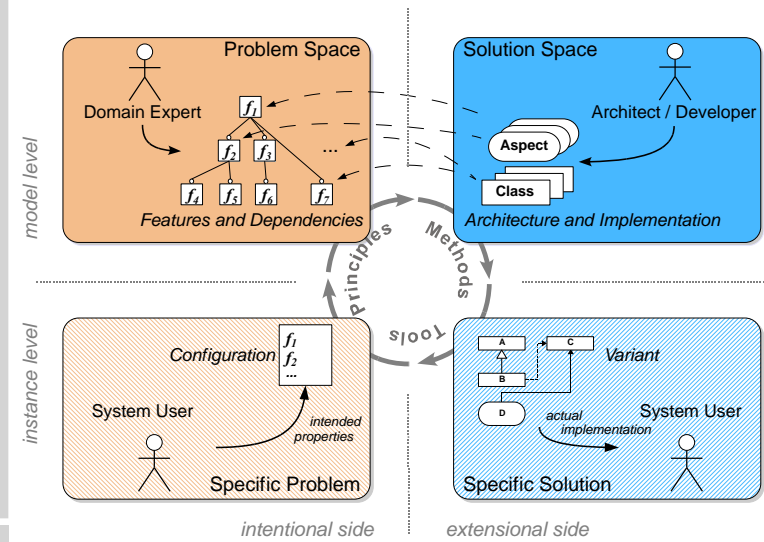 Problem Space
Domain Expert
f1
f2
f3
...
f4
f5
f6
f7
Features and Dependencies
Solution Space
Architect / Developer
Aspect
Class
Architecture and Implementation
model level
Principles
Methods
Tools
instance level
Configuration
f1
f2
...
System User
intended
properties
Specific Problem
A
C
B
D
Variant
actual
implementation
System User
Specific Solution
intentional side
extensional side